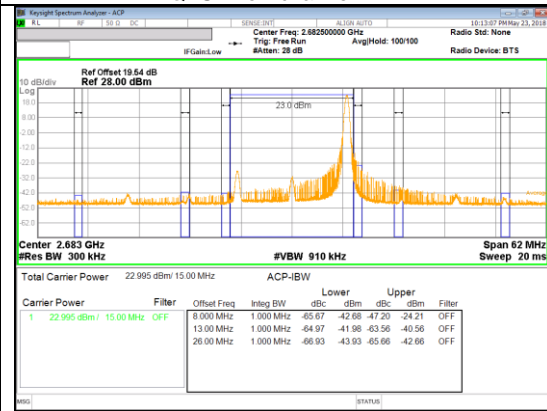 Keysight Spectrum Analyzer - ACP
RL RF 50 Ω DC SENSE:INT ALIGN AUTO 10:13:07 PM May 23, 2018
Center Freq: 2.682500000 GHz Radio Std: None
Trig: Free Run Avg|Hold: 100/100
IFGain:Low #Atten: 28 dB Radio Device: BTS
Ref Offset 19.54 dB
10 dB/div Ref 28.00 dBm
Log
18.0
23.0 dBm
8.00
2.00
12.0
22.0
32.0
42.0
52.0
62.0
Center 2.683 GHz Span 62 MHz
#Res BW 300 kHz #VBW 910 kHz Sweep 20 ms
Total Carrier Power 22.995 dBm/ 15.00 MHz ACP-IBW
Lower Upper
Carrier Power Filter Offset Freq Integ BW dBc dBm dBc dBm Filter
1 22.995 dBm / 15.00 MHz OFF 8.000 MHz 1.000 MHz -65.67 -42.68 -47.20 -24.21 OFF
13.00 MHz 1.000 MHz -64.97 -41.98 -63.56 -40.56 OFF
26.00 MHz 1.000 MHz -66.93 -43.93 -65.66 -42.66 OFF
MSG STATUS